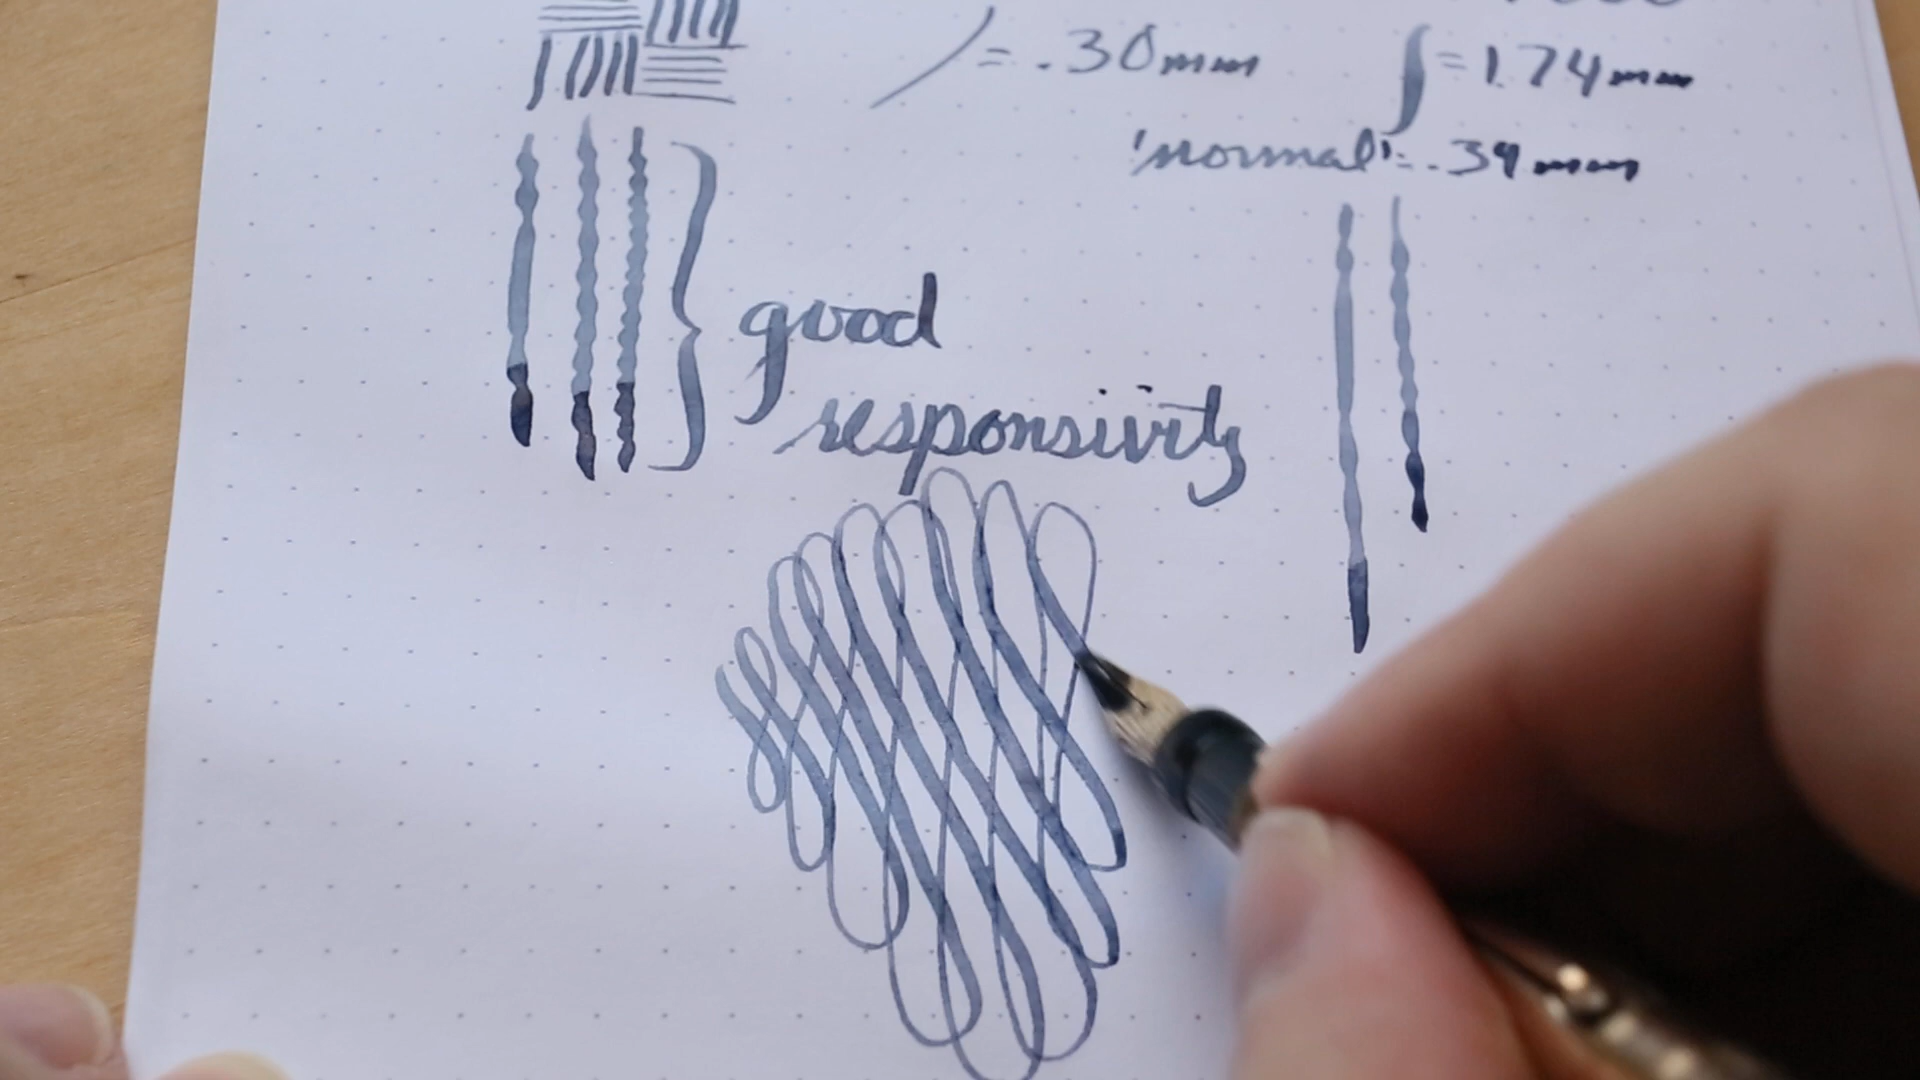 = .30mm
= 1.74mm
'normal' = .39mm
good
responsivity